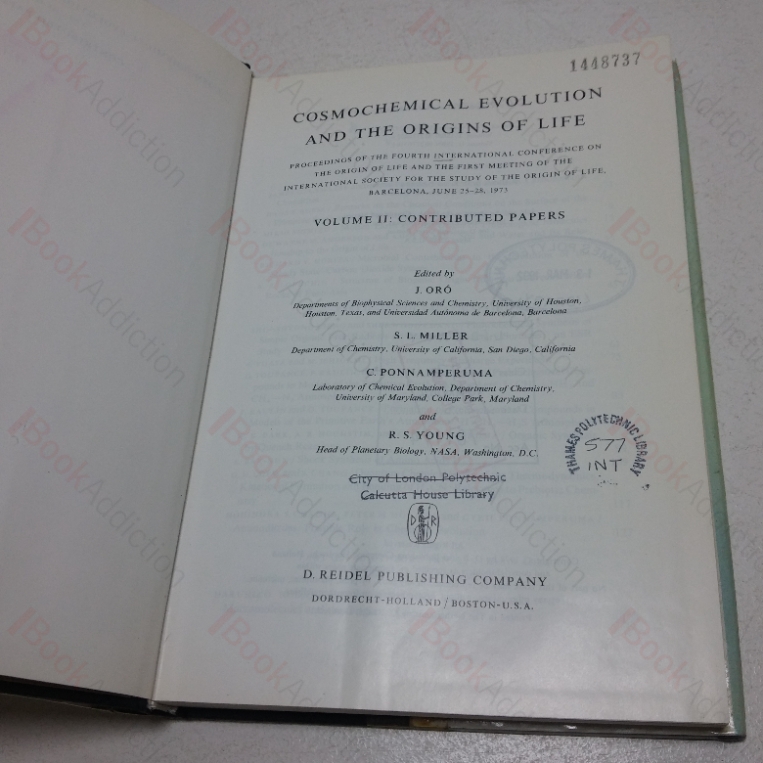 1448737
COSMOCHEMICAL EVOLUTION
AND THE ORIGINS OF LIFE
PROCEEDINGS OF THE FOURTH INTERNATIONAL CONFERENCE ON
THE ORIGIN OF LIFE AND THE FIRST MEETING OF THE
INTERNATIONAL SOCIETY FOR THE STUDY OF THE ORIGIN OF LIFE,
BARCELONA, JUNE 25-28, 1973
VOLUME II: CONTRIBUTED PAPERS
Edited by
J. ORÓ
Departments of Biophysical Sciences and Chemistry, University of Houston,
Houston, Texas, and Universidad Autónoma de Barcelona, Barcelona
S. L. MILLER
Department of Chemistry, University of California, San Diego, California
C. PONNAMPERUMA
Laboratory of Chemical Evolution, Department of Chemistry,
University of Maryland, College Park, Maryland
and
R. S. YOUNG
Head of Planetary Biology, NASA, Washington, D.C.
THAMES POLYTECHNIC LIBRARY
577
INT
City of London Polytechnic
Calcutta House Library
D R
D. REIDEL PUBLISHING COMPANY
DORDRECHT-HOLLAND / BOSTON-U.S.A.
BookAddiction